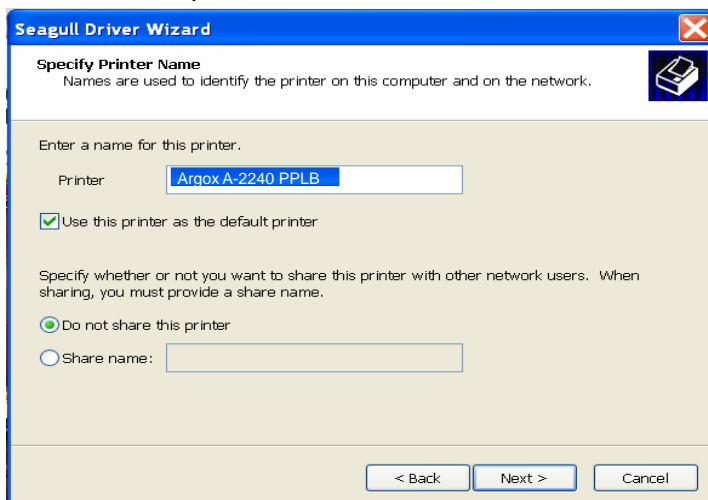 Seagull Driver Wizard
Specify Printer Name
Names are used to identify the printer on this computer and on the network.
Enter a name for this printer.
Printer
Argox A-2240 PPLB
Use this printer as the default printer
Specify whether or not you want to share this printer with other network users. When
sharing, you must provide a share name.
Do not share this printer
Share name:
< Back
Next >
Cancel